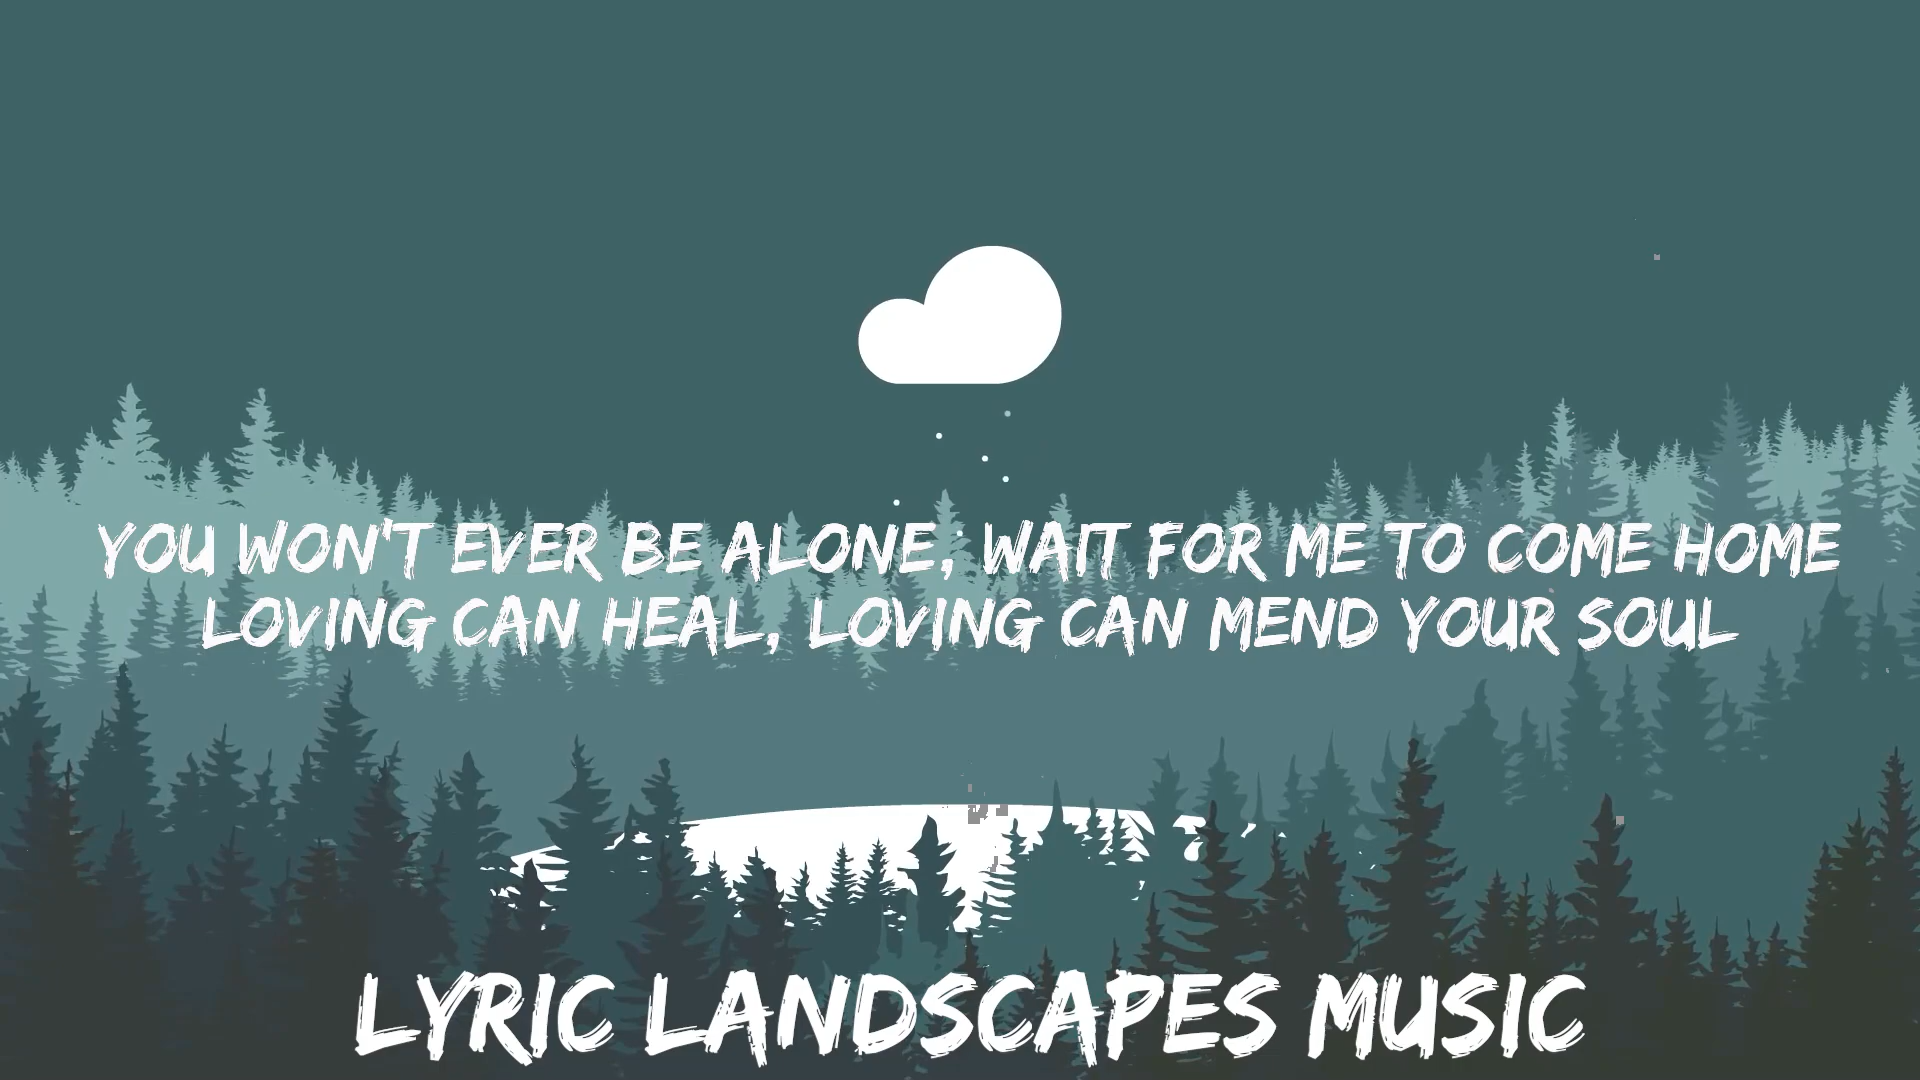 YOU WON'T EVER BE ALONE, WAIT FOR ME TO COME HOME
LOVING CAN HEAL, LOVING CAN MEND YOUR SOUL
LYRIC LANDSCAPES MUSIC